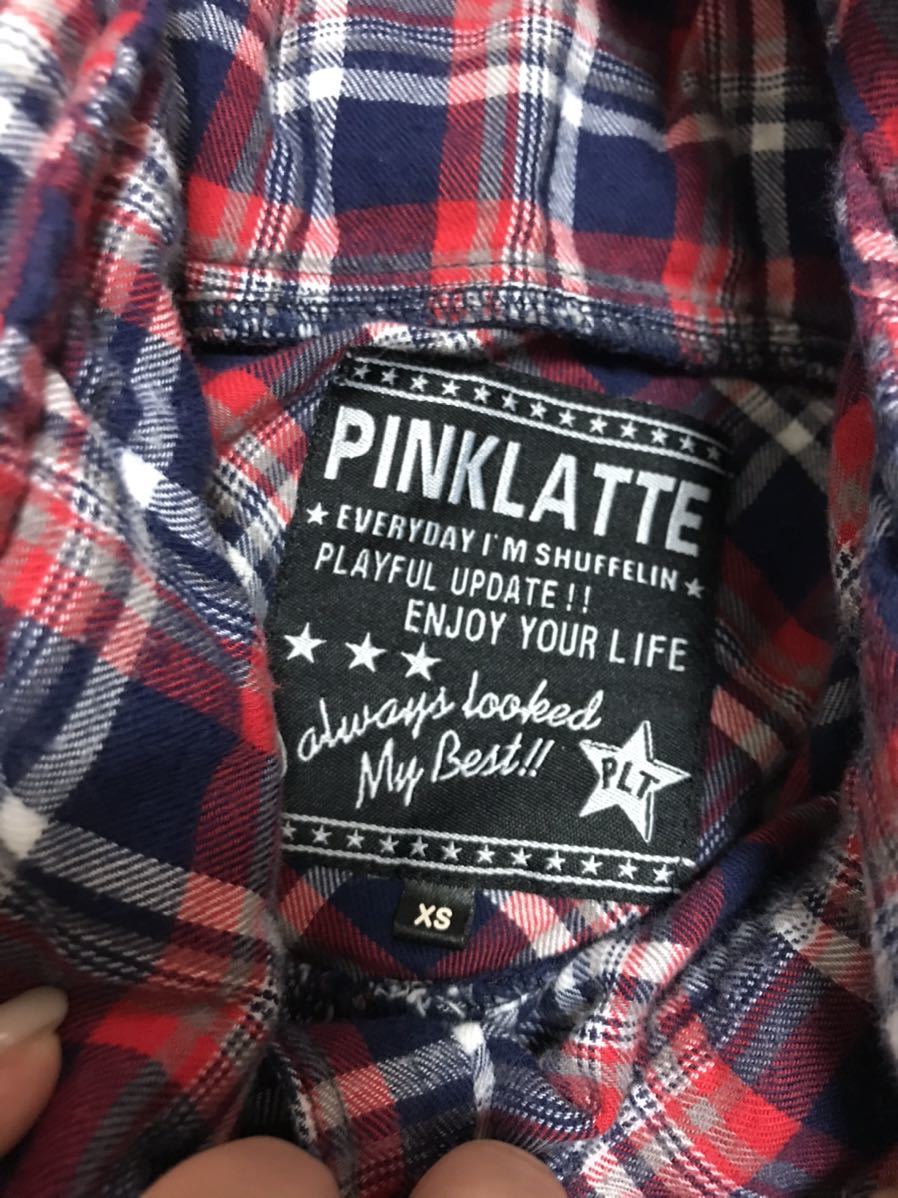 PINKLATTE
EVERYDAY I'M SHUFFELIN
PLAYFUL UPDATE!!
ENJOY YOUR LIFE
always looked
My Best!!
PLT
XS